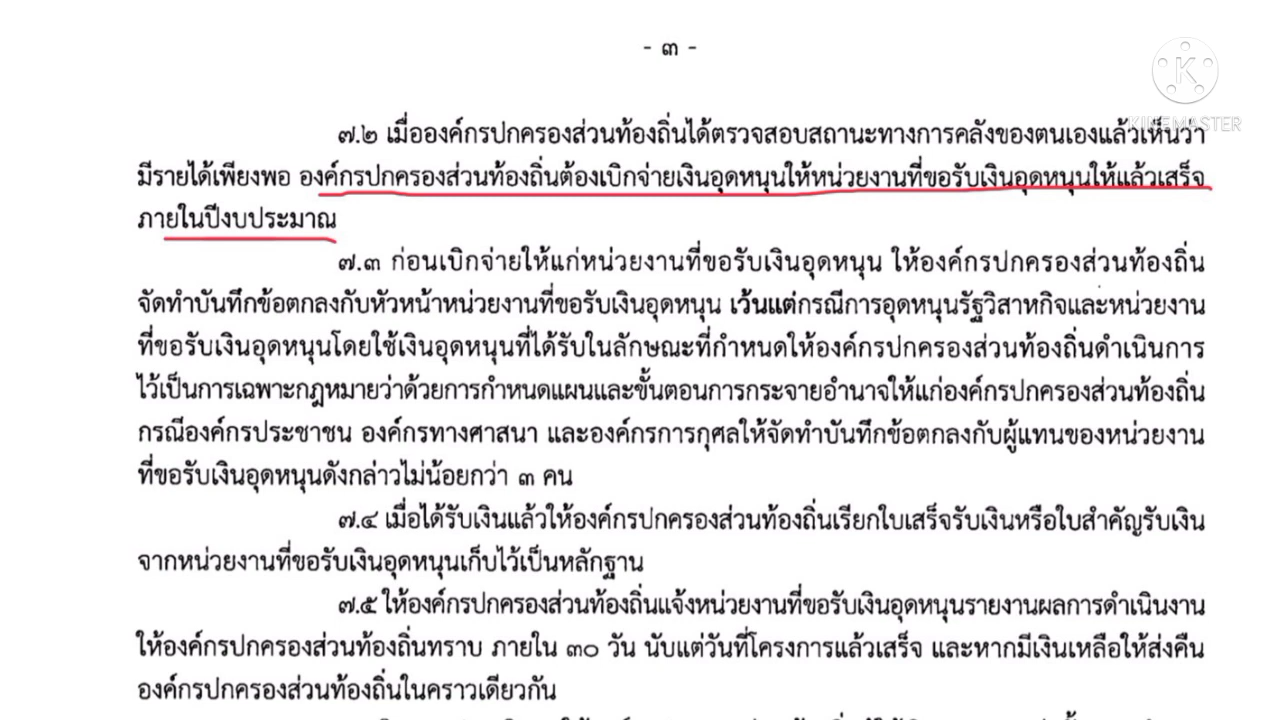 - ๓ -
K
KINEMASTER
๗.๒ เมื่อองค์กรปกครองส่วนท้องถิ่นได้ตรวจสอบสถานะทางการคลังของตนเองแล้วเห็นว่า
มีรายได้เพียงพอ องค์กรปกครองส่วนท้องถิ่นต้องเบิกจ่ายเงินอุดหนุนให้หน่วยงานที่ขอรับเงินอุดหนุนให้แล้วเสร็จ
ภายในปีงบประมาณ
๗.๓ ก่อนเบิกจ่ายให้แก่หน่วยงานที่ขอรับเงินอุดหนุน ให้องค์กรปกครองส่วนท้องถิ่น
จัดทำบันทึกข้อตกลงกับหัวหน้าหน่วยงานที่ขอรับเงินอุดหนุน เว้นแต่กรณีการอุดหนุนรัฐวิสาหกิจและหน่วยงาน
ที่ขอรับเงินอุดหนุนโดยใช้เงินอุดหนุนที่ได้รับในลักษณะที่กำหนดให้องค์กรปกครองส่วนท้องถิ่นดำเนินการ
ไว้เป็นการเฉพาะกฎหมายว่าด้วยการกำหนดแผนและขั้นตอนการกระจายอำนาจให้แก่องค์กรปกครองส่วนท้องถิ่น
กรณีองค์กรประชาชน องค์กรทางศาสนา และองค์กรการกุศลให้จัดทำบันทึกข้อตกลงกับผู้แทนของหน่วยงาน
ที่ขอรับเงินอุดหนุนดังกล่าวไม่น้อยกว่า ๓ คน
๗.๔ เมื่อได้รับเงินแล้วให้องค์กรปกครองส่วนท้องถิ่นเรียกใบเสร็จรับเงินหรือใบสำคัญรับเงิน
จากหน่วยงานที่ขอรับเงินอุดหนุนเก็บไว้เป็นหลักฐาน
๗.๕ ให้องค์กรปกครองส่วนท้องถิ่นแจ้งหน่วยงานที่ขอรับเงินอุดหนุนรายงานผลการดำเนินงาน
ให้องค์กรปกครองส่วนท้องถิ่นทราบ ภายใน ๓๐ วัน นับแต่วันที่โครงการแล้วเสร็จ และหากมีเงินเหลือให้ส่งคืน
องค์กรปกครองส่วนท้องถิ่นในคราวเดียวกัน